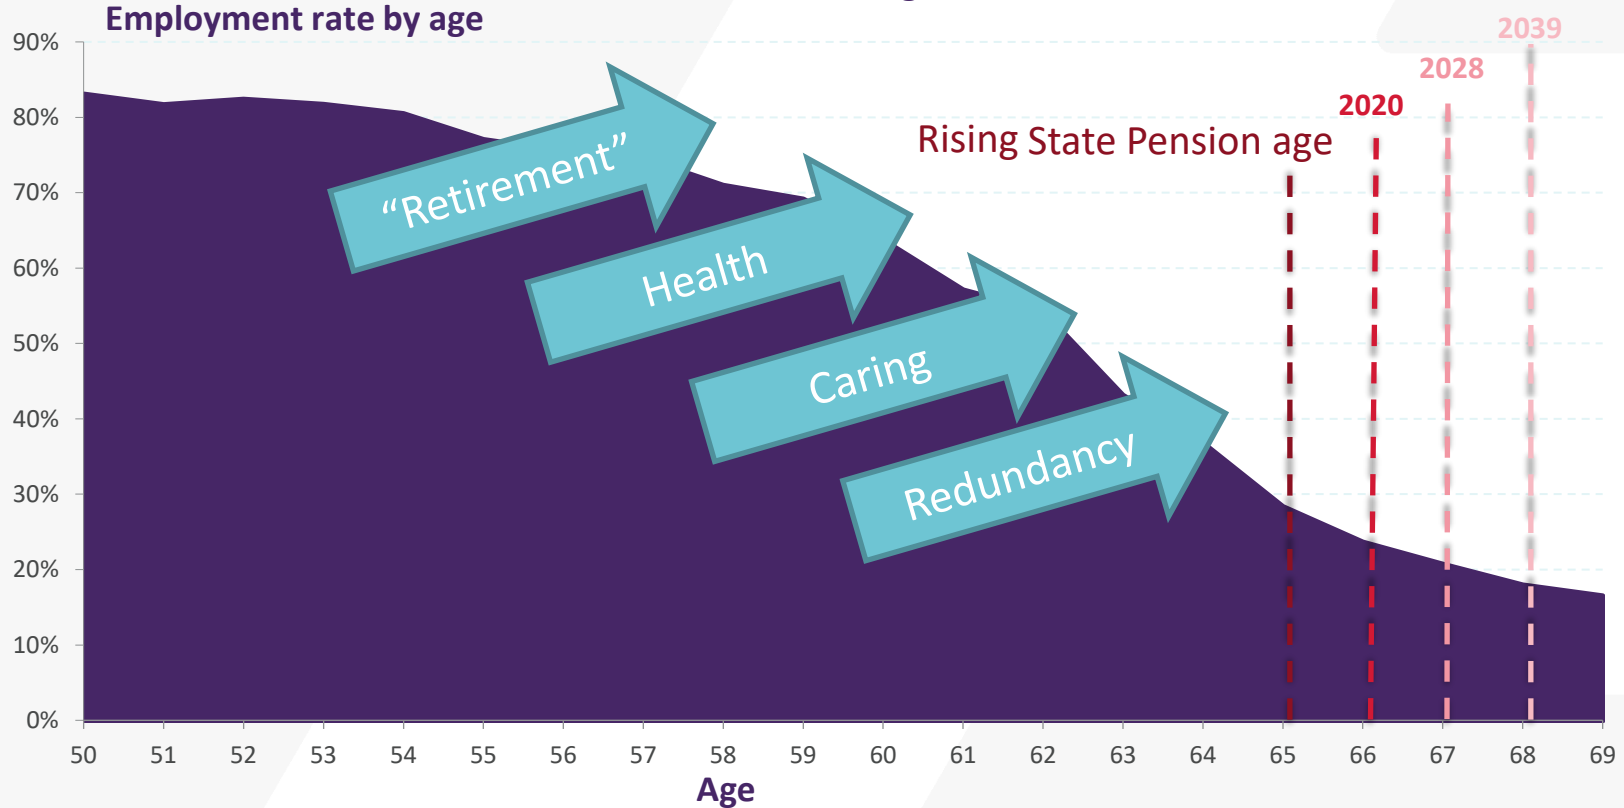 Employment rate by age
90%
80%
70%
60%
50%
40%
30%
20%
10%
0%
2039
2028
2020
Rising State Pension age
“Retirement”
Health
Caring
Redundancy
50 51 52 53 54 55 56 57 58 59 60 61 62 63 64 65 66 67 68 69
Age